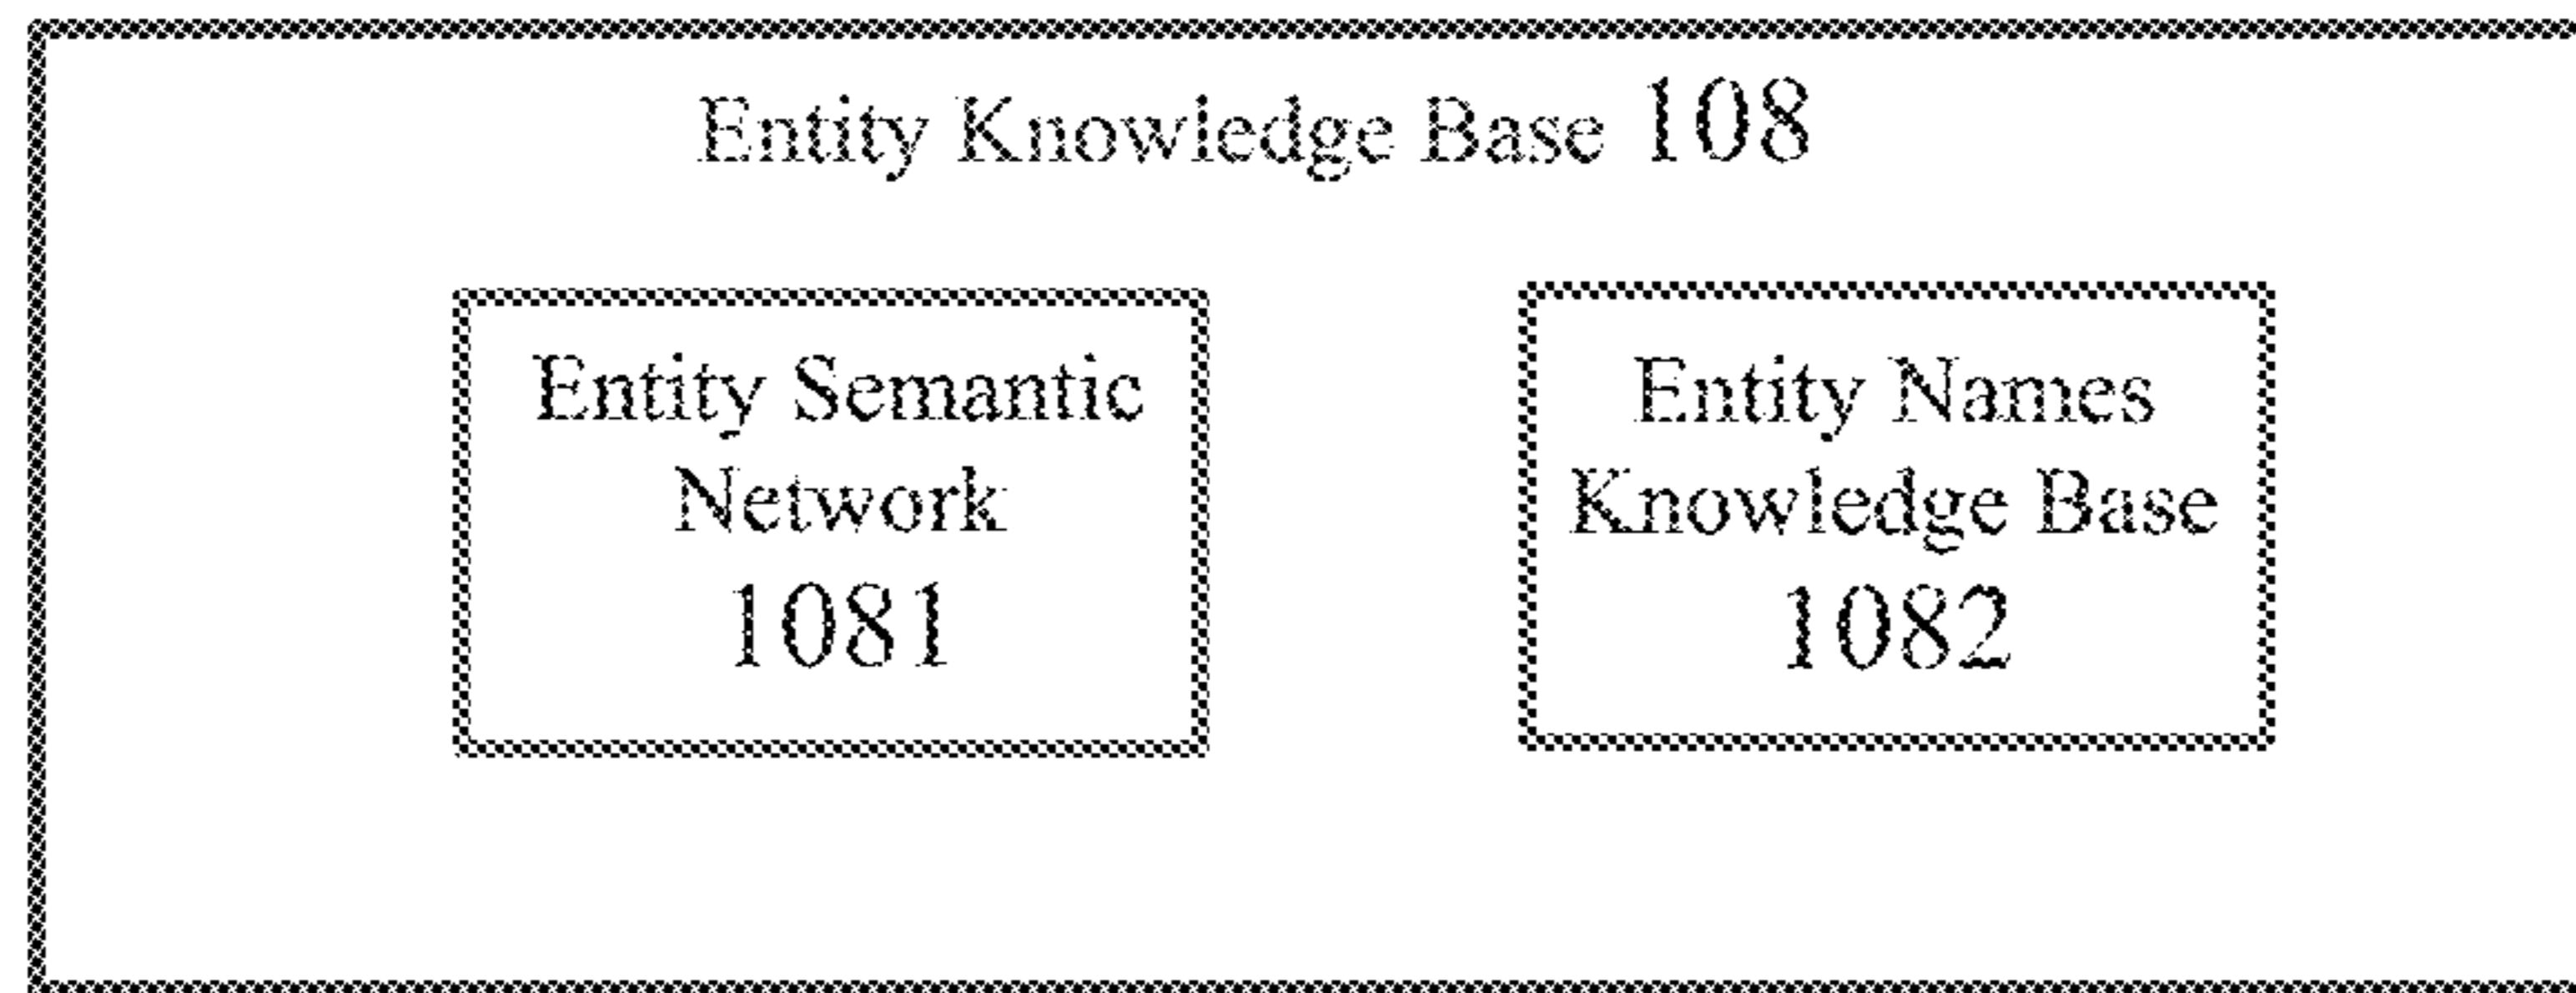 Entity Knowledge Base 108
Entity Semantic
Network
1081
Entity Names
Knowledge Base
1082